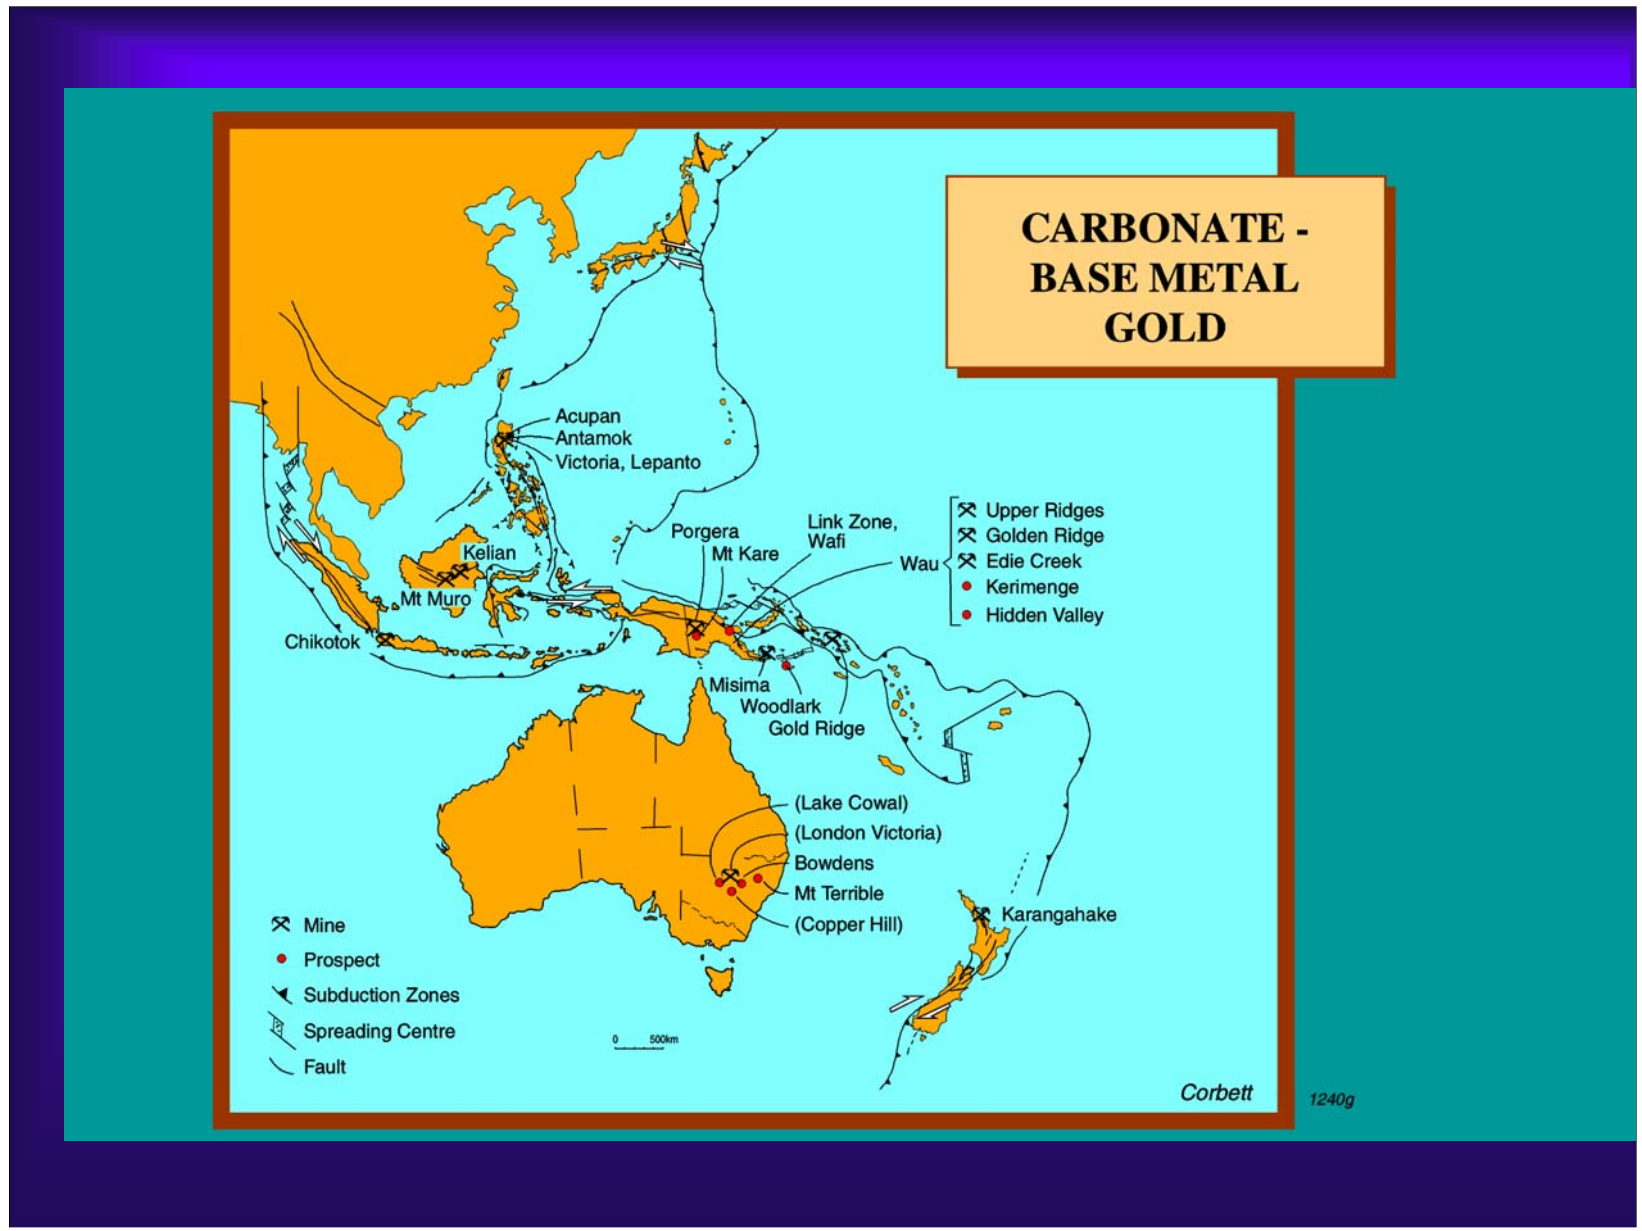 CARBONATE -
BASE METAL
GOLD
Acupan
Antamok
Victoria, Lepanto
Upper Ridges
Golden Ridge
Edie Creek
Kerimenge
Hidden Valley
Wau
Link Zone,
Wafi
Porgera
Mt Kare
Kelian
Mt Muro
Chikotok
Misima
Woodlark
Gold Ridge
(Lake Cowal)
(London Victoria)
Bowdens
Mt Terrible
(Copper Hill)
Karangahake
Mine
Prospect
Subduction Zones
Spreading Centre
Fault
0 500km
Corbett
1240g